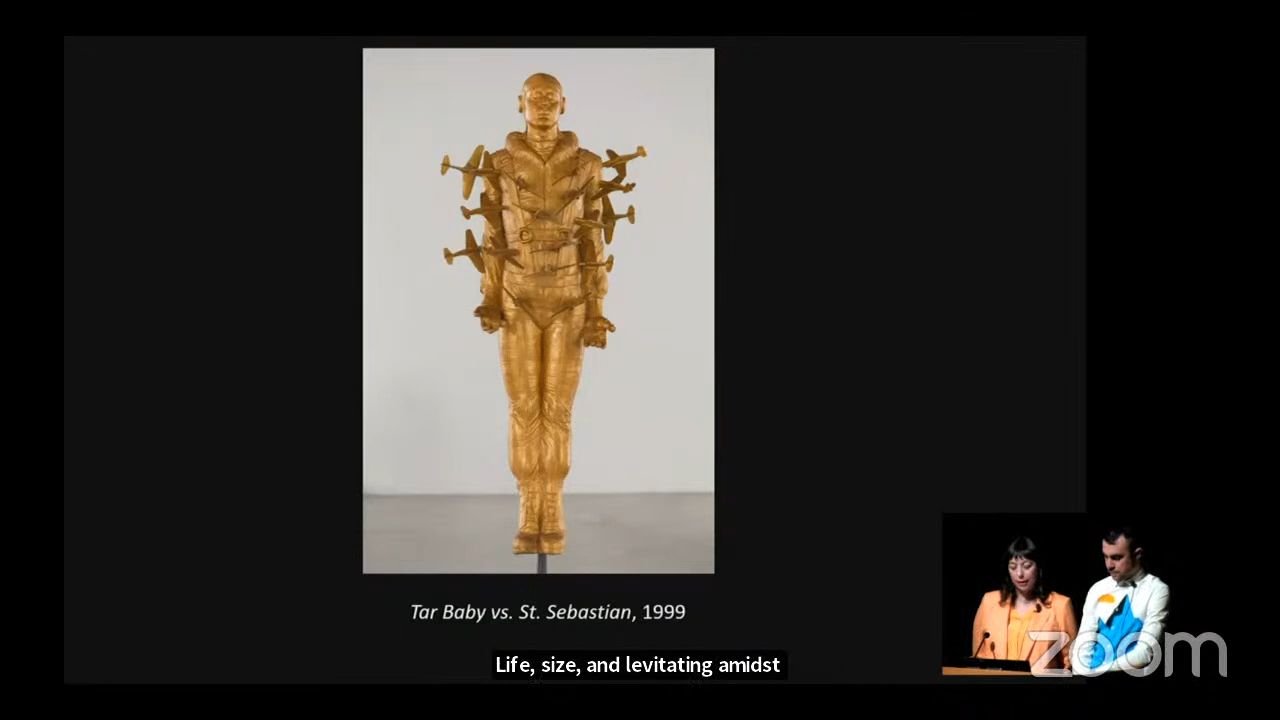 Tar Baby vs. St. Sebastian, 1999
Life, size, and levitating amidst
zoom